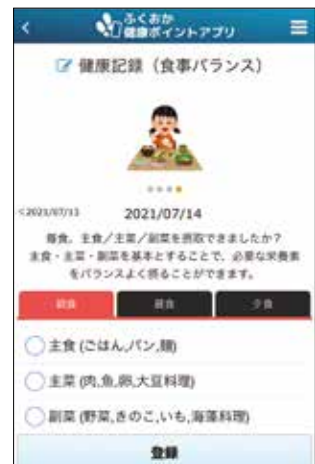 ふくおか
健康ポイントアプリ
健康記録（食事バランス）
<2021/07/13
2021/07/14
毎食、主食／主菜／副菜を摂取できましたか？
主食・主菜・副菜を基本とすることで、必要な栄養素
をバランスよく摂ることができます。
朝食 昼食 夕食
主食 (ごはん,パン,麺)
主菜 (肉,魚,卵,大豆料理)
副菜 (野菜,きのこ,いも,海藻料理)
登録